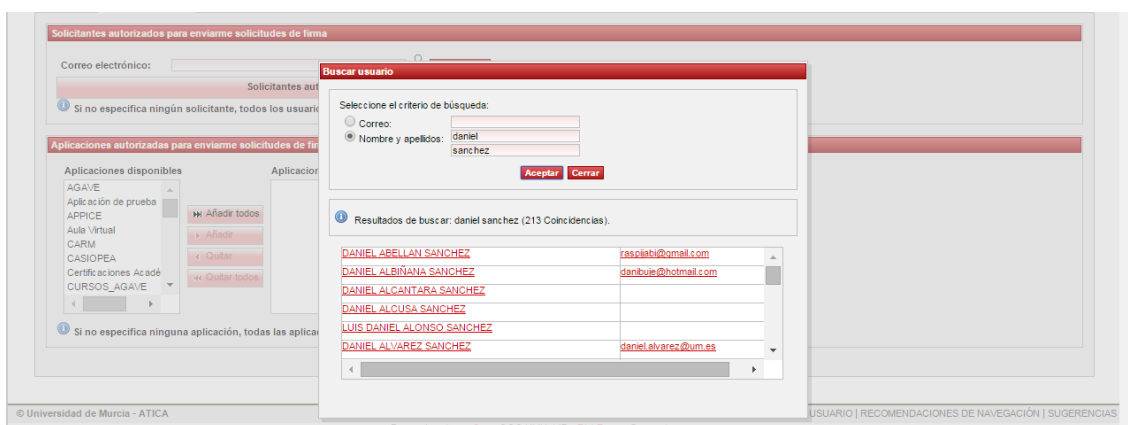 Solicitantes autorizados para enviarme solicitudes de firma
Correo electrónico:
Solicitantes aut
Si no especifica ningún solicitante, todos los usuario
Aplicaciones autorizadas para enviarme solicitudes de fir
Aplicaciones disponibles
Aplicacion
AGAVE
Aplicación de prueba
APPICE
Aula Virtual
CARM
CASIOPEA
Certificaciones Acadé
CURSOS_AGAVE
Añadir todos
Añadir
Quitar
Quitar todos
Si no especifica ninguna aplicación, todas las aplica
Buscar usuario
Seleccione el criterio de búsqueda:
Correo:
Nombre y apellidos: daniel
sanchez
Aceptar Cerrar
Resultados de buscar: daniel sanchez (213 Coincidencias).
DANIEL ABELLAN SANCHEZ raspijabi@gmail.com
DANIEL ALBIÑANA SANCHEZ danibuie@hotmail.com
DANIEL ALCANTARA SANCHEZ
DANIEL ALCUSA SANCHEZ
LUIS DANIEL ALONSO SANCHEZ
DANIEL ALVAREZ SANCHEZ daniel.alvarez@um.es
© Universidad de Murcia - ATICA
USUARIO | RECOMENDACIONES DE NAVEGACIÓN | SUGERENCIAS